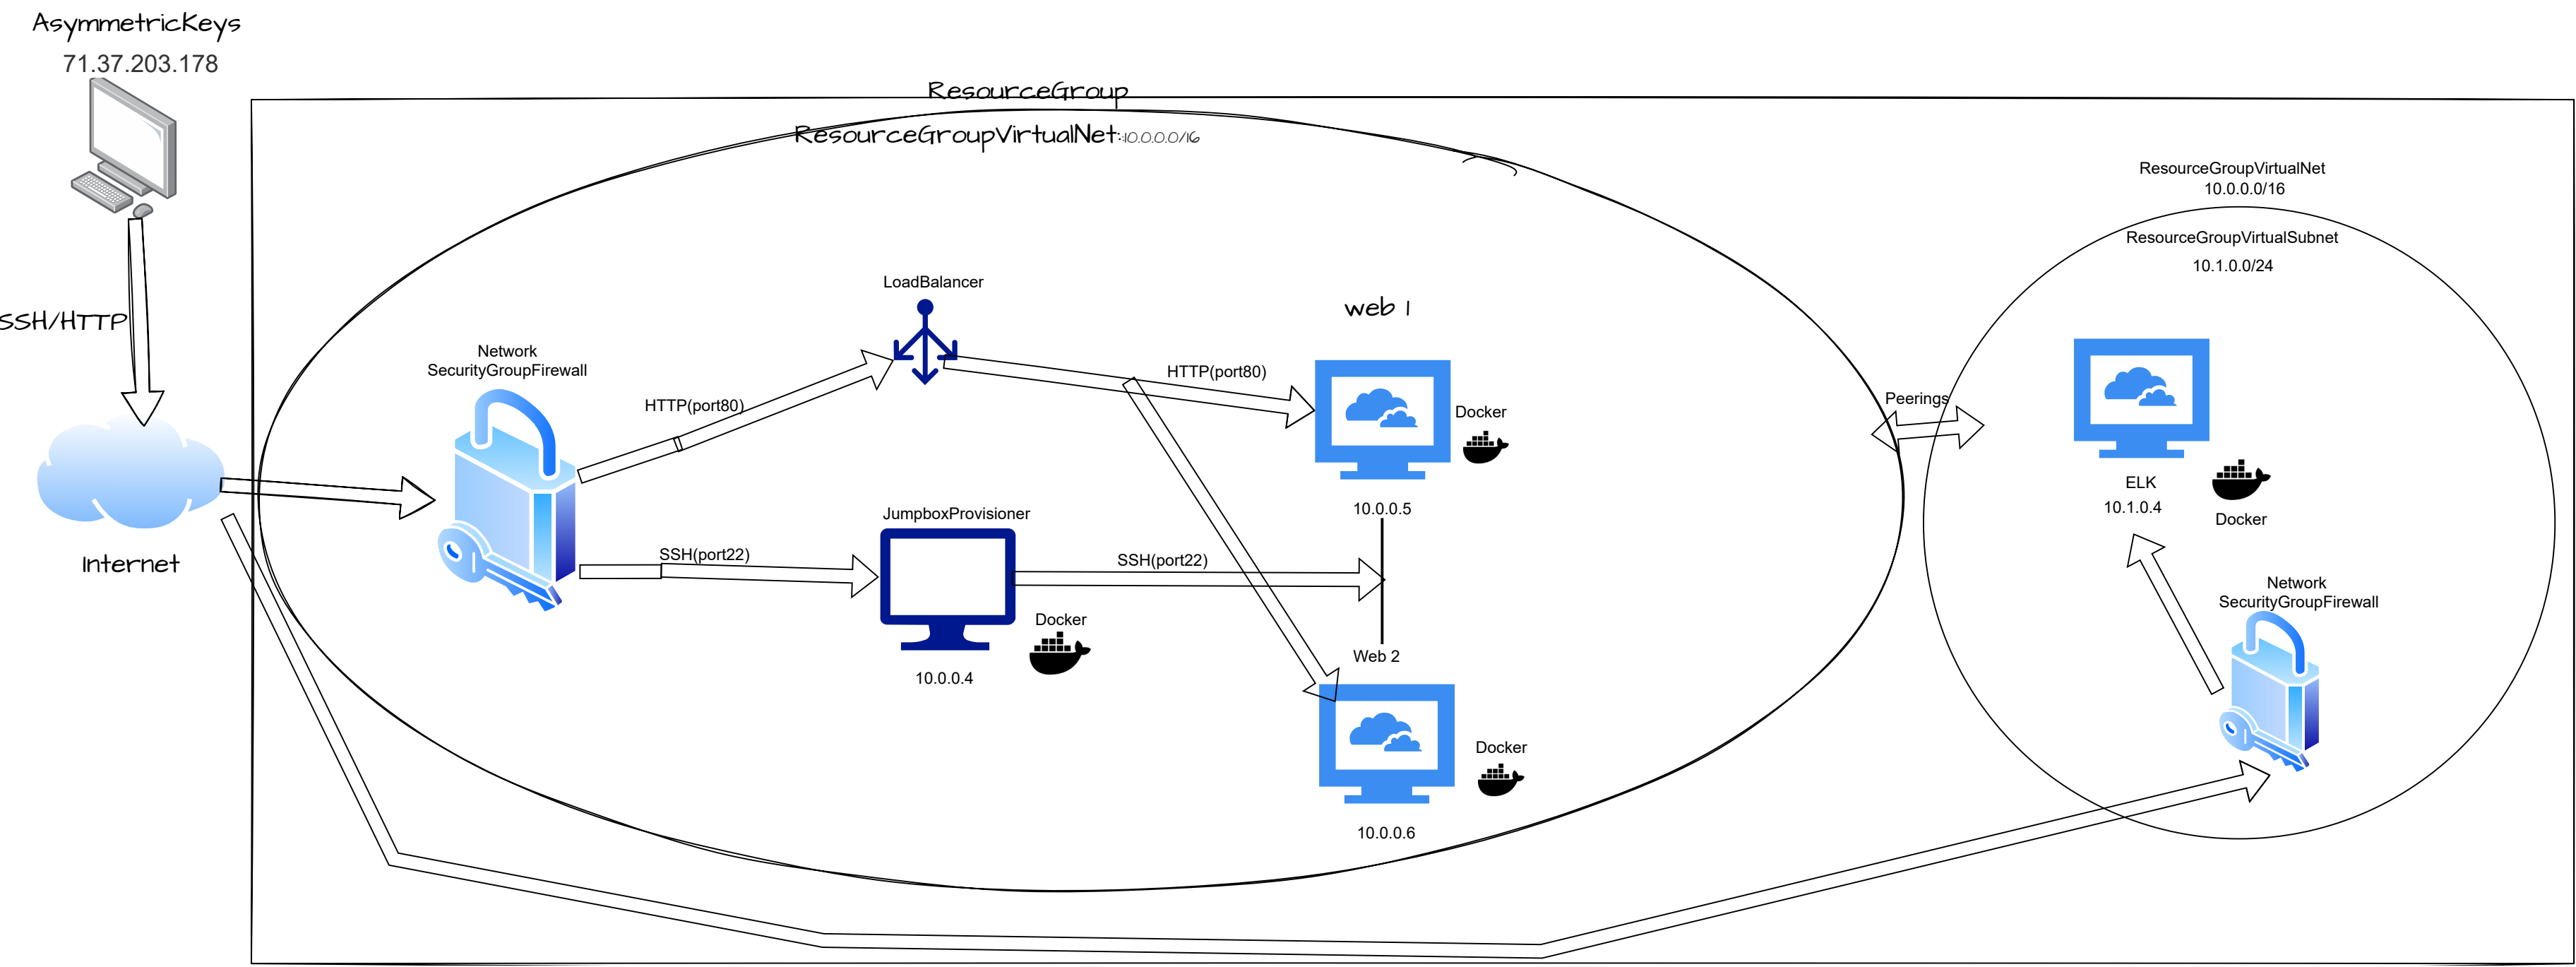 AsymmetricKeys
71.37.203.178
ResourceGroup
ResourceGroupVirtualNet:10.0.0.0/16
ResourceGroupVirtualNet
10.0.0.0/16
ResourceGroupVirtualSubnet
10.1.0.0/24
SSH/HTTP
Internet
Network
SecurityGroupFirewall
HTTP(port80)
LoadBalancer
HTTP(port80)
web 1
Docker
10.0.0.5
SSH(port22)
JumpboxProvisioner
Docker
10.0.0.4
SSH(port22)
Web 2
Docker
10.0.0.6
Peerings
ELK
10.1.0.4
Docker
Network
SecurityGroupFirewall